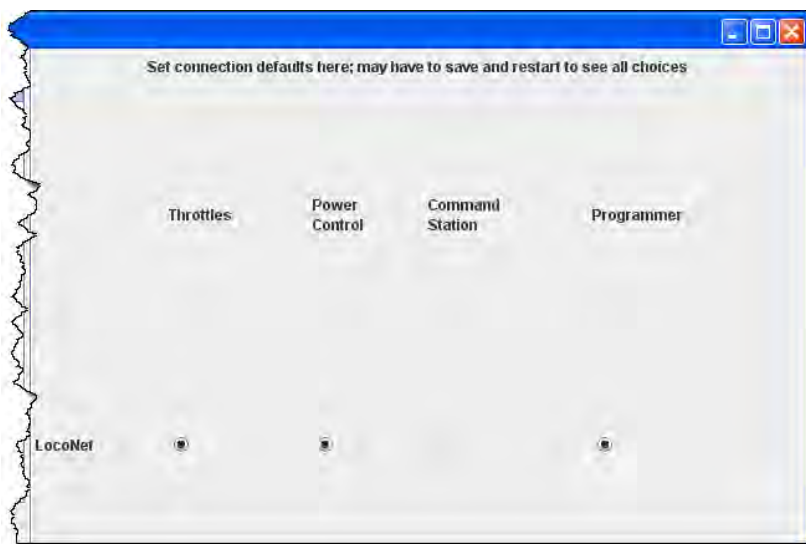 Set connection defaults here; may have to save and restart to see all choices
Throttles
Power
Control
Command
Station
Programmer
LocoNet